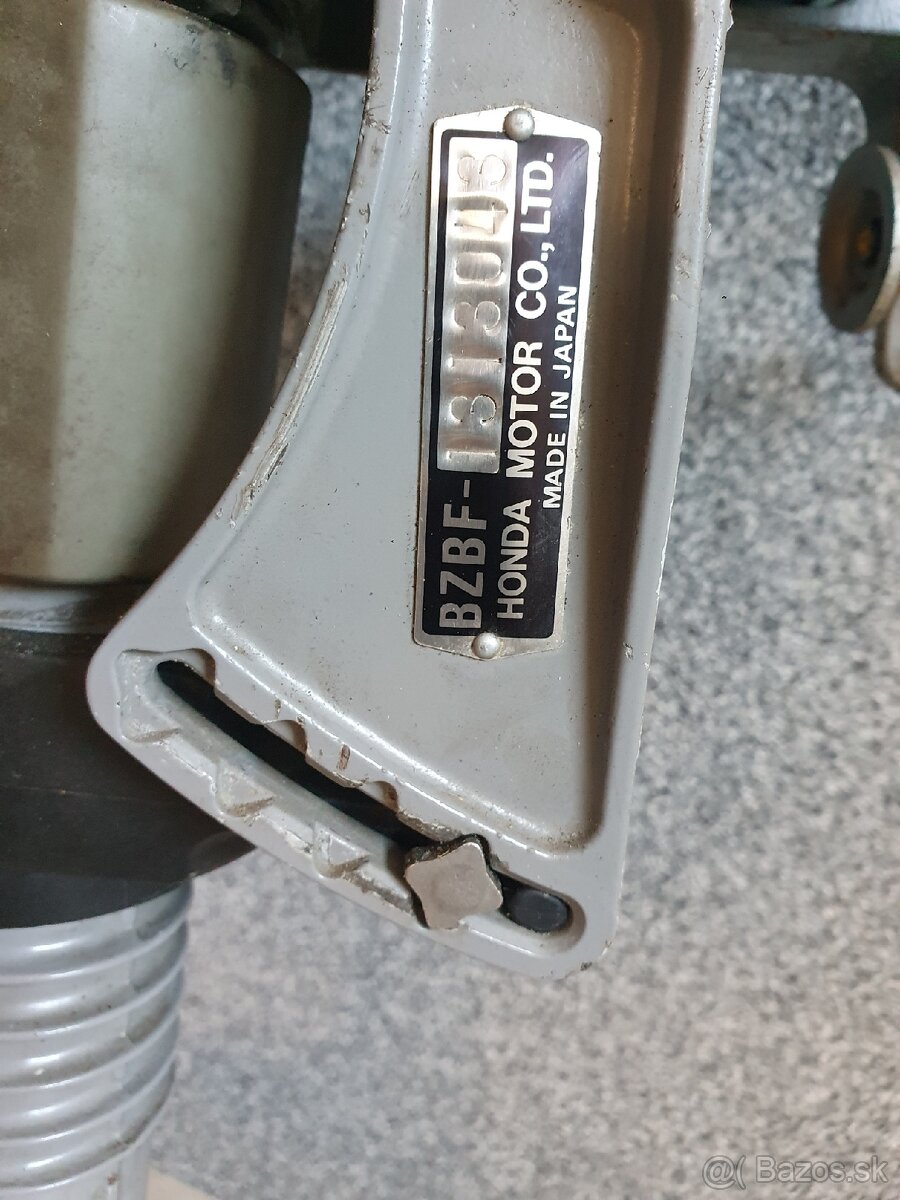 BZBF-1313043
HONDA MOTOR CO., LTD.
MADE IN JAPAN
@( Bazos.sk